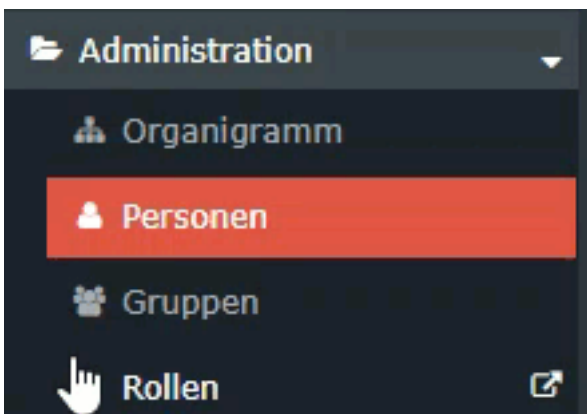 Administration
Organigramm
Personen
Gruppen
Rollen